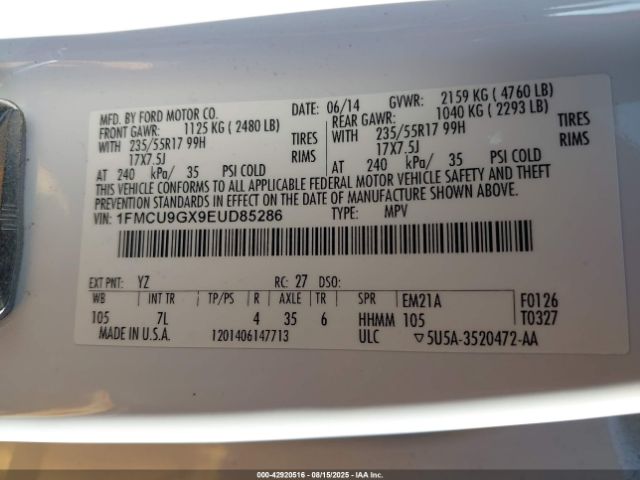 MFD. BY FORD MOTOR CO.
DATE: 06/14 GVWR: 2159 KG ( 4760 LB)
FRONT GAWR: 1125 KG ( 2480 LB) REAR GAWR: 1040 KG ( 2293 LB)
WITH 235/55R17 99H TIRES WITH 235/55R17 99H TIRES
17X7.5J RIMS 17X7.5J RIMS
AT 240 kPa/ 35 PSI COLD AT 240 kPa/ 35 PSI COLD
THIS VEHICLE CONFORMS TO ALL APPLICABLE FEDERAL MOTOR VEHICLE SAFETY AND THEFT
PREVENTION STANDARDS IN EFFECT ON THE DATE OF MANUFACTURE SHOWN ABOVE.
VIN: 1FMCU9GX9EUD85286 TYPE: MPV
EXT PNT: YZ RC: 27 DSO:
WB INT TR TP/PS R AXLE TR SPR EM21A F0126
105 7L 4 35 6 HHMM 105 T0327
MADE IN U.S.A. 1201406147713 ULC ▽5U5A-3520472-AA
000-42920516 - 08/15/2025 - IAA Inc.